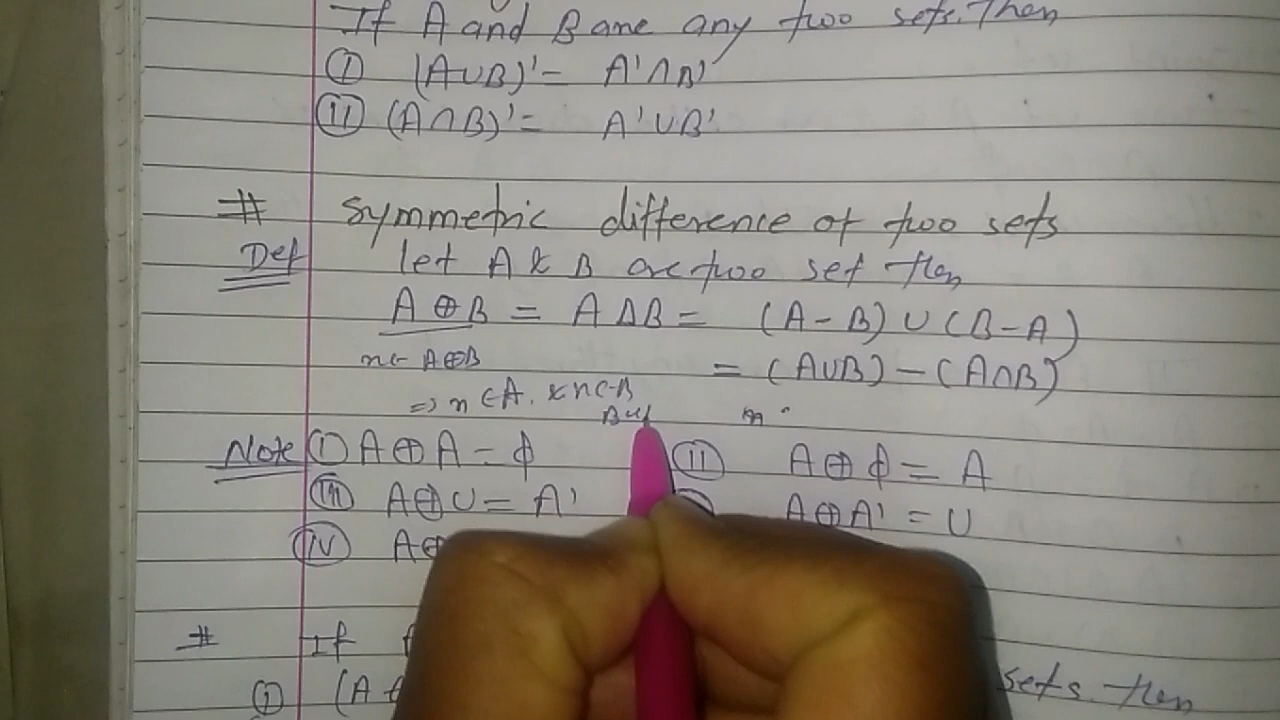 If A and B are any two sets. Then
(I) (A∪B)' = A'∩B'
(II) (A∩B)' = A'∪B'
# Symmetric difference of two sets
Def let A & B are two set then
A ⊕ B = A Δ B = (A - B) ∪ (B - A)
= (A∪B) - (A∩B)
n ∈ A⊕B
=> n ∈ A. & n ∈ B
But
Note (I) A ⊕ A = ϕ (II) A ⊕ ϕ = A
(III) A ⊕ U = A' A ⊕ A' = U
(IV) A⊕
# If
(I) (A sets then